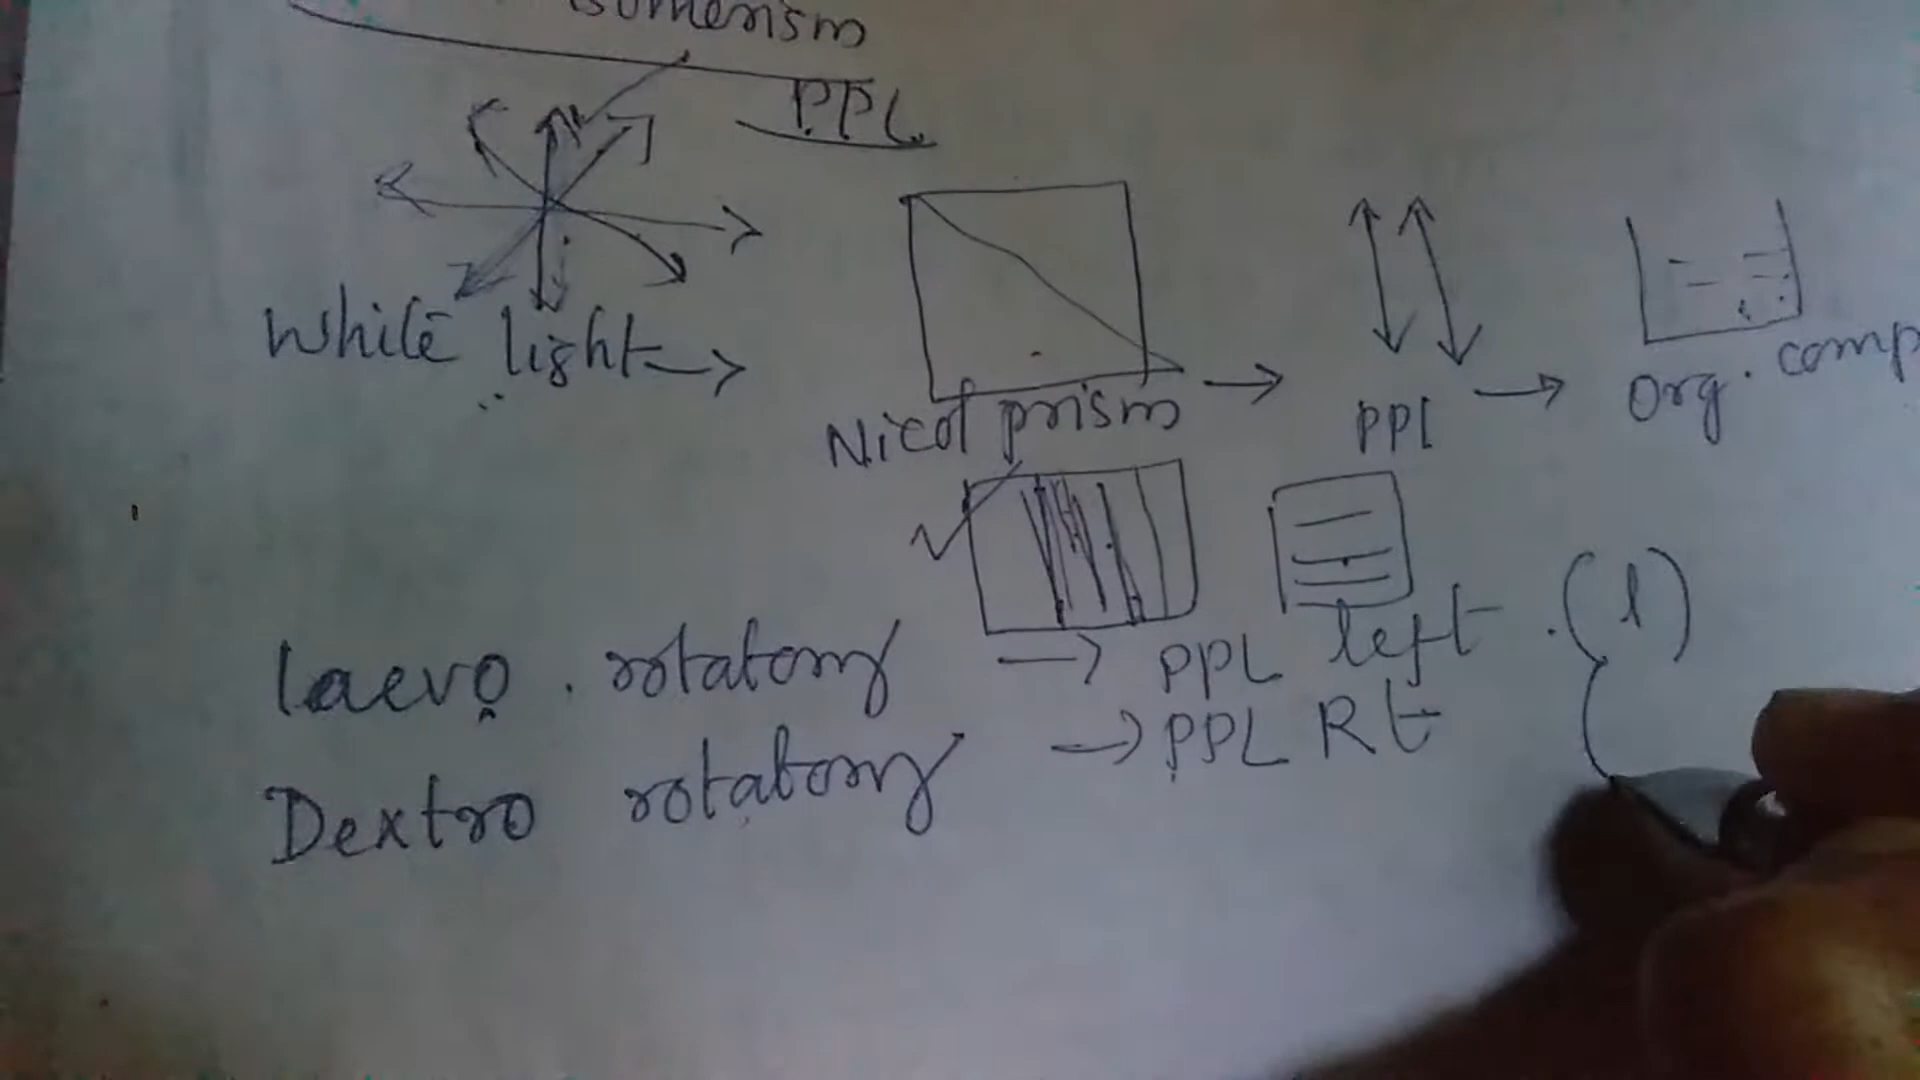 isomerism
PPL
white light →
Nicol prism →
PPL →
Org. comp
laevo. rotatory → PPL left. (l)
Dextro rotatory → PPL Rt (